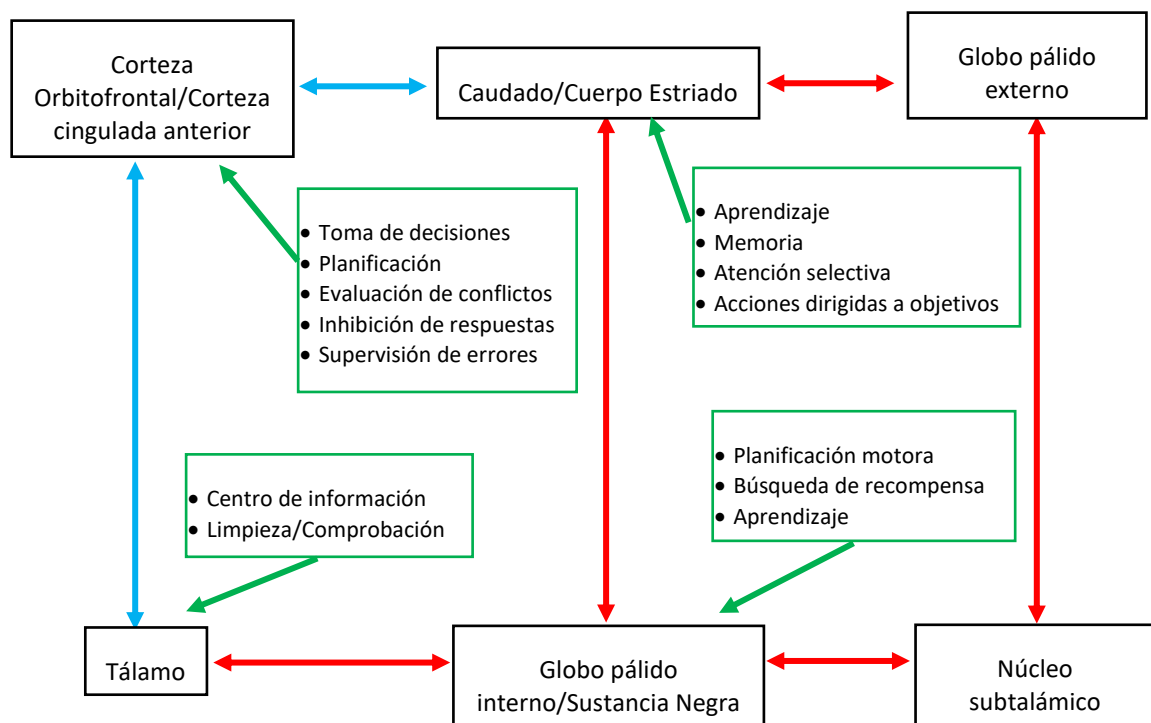 Corteza
Orbitofrontal/Corteza
cingulada anterior
Caudado/Cuerpo Estriado
Globo pálido
externo
• Toma de decisiones
• Planificación
• Evaluación de conflictos
• Inhibición de respuestas
• Supervisión de errores
• Aprendizaje
• Memoria
• Atención selectiva
• Acciones dirigidas a objetivos
• Centro de información
• Limpieza/Comprobación
• Planificación motora
• Búsqueda de recompensa
• Aprendizaje
Tálamo
Globo pálido
interno/Sustancia Negra
Núcleo
subtalámico